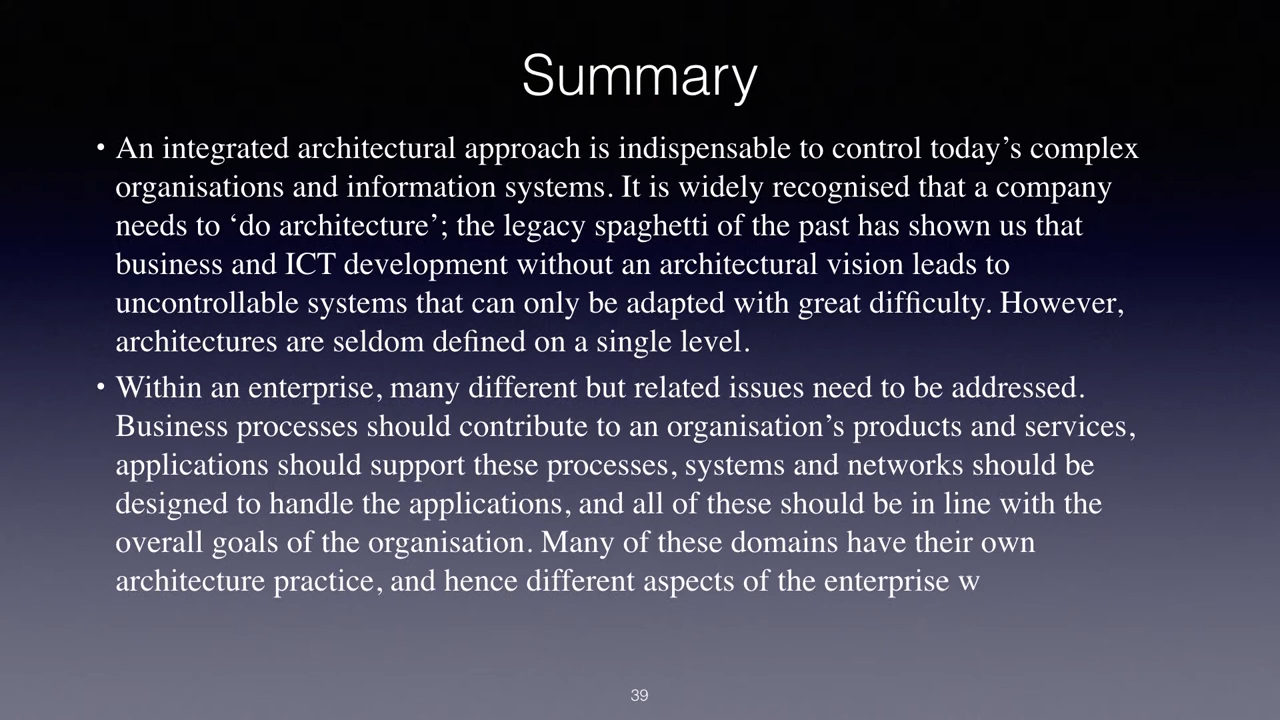 Summary
• An integrated architectural approach is indispensable to control today’s complex
organisations and information systems. It is widely recognised that a company
needs to ‘do architecture’; the legacy spaghetti of the past has shown us that
business and ICT development without an architectural vision leads to
uncontrollable systems that can only be adapted with great difficulty. However,
architectures are seldom defined on a single level.
• Within an enterprise, many different but related issues need to be addressed.
Business processes should contribute to an organisation’s products and services,
applications should support these processes, systems and networks should be
designed to handle the applications, and all of these should be in line with the
overall goals of the organisation. Many of these domains have their own
architecture practice, and hence different aspects of the enterprise w
39